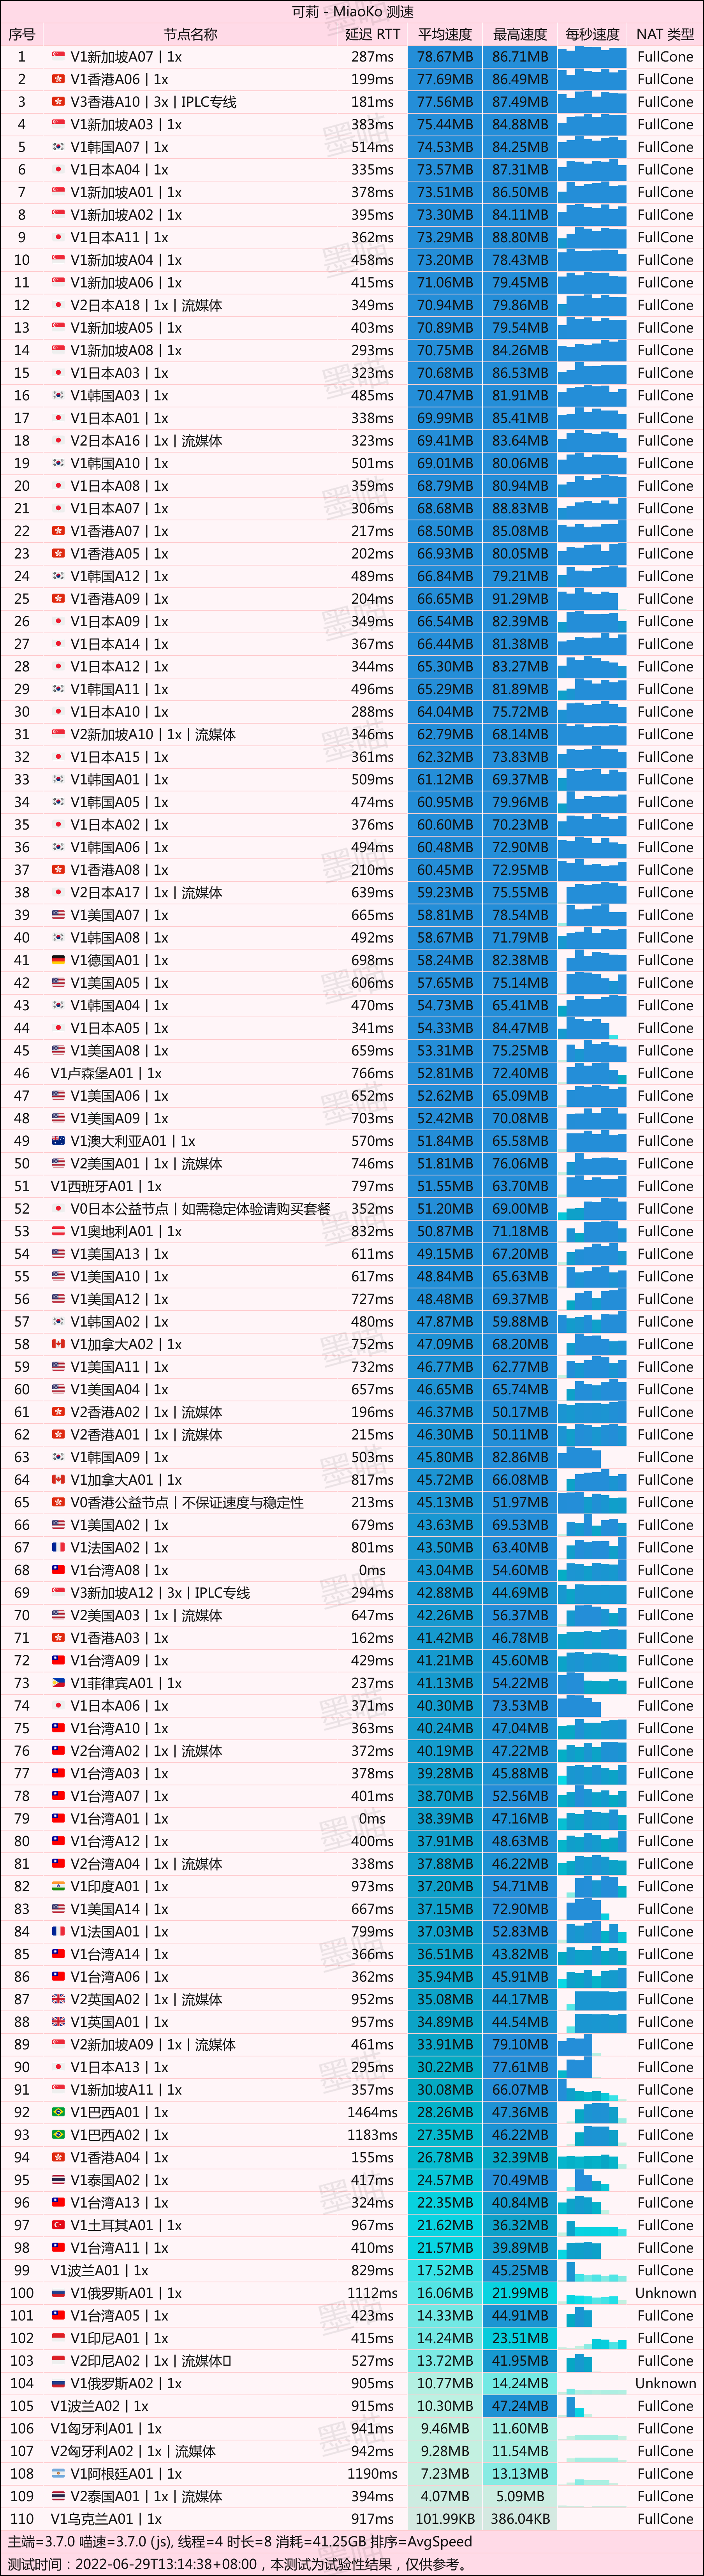 可莉 - MiaoKo 测速
序号 节点名称 延迟 RTT 平均速度 最高速度 每秒速度 NAT 类型
1 V1新加坡A07 | 1x 287ms 78.67MB 86.71MB FullCone
2 V1香港A06 | 1x 199ms 77.69MB 86.49MB FullCone
3 V3香港A10 | 3x | IPLC专线 181ms 77.56MB 87.49MB FullCone
4 V1新加坡A03 | 1x 383ms 75.44MB 84.88MB FullCone
5 V1韩国A07 | 1x 514ms 74.53MB 84.25MB FullCone
6 V1日本A04 | 1x 335ms 73.57MB 87.31MB FullCone
7 V1新加坡A01 | 1x 378ms 73.51MB 86.50MB FullCone
8 V1新加坡A02 | 1x 395ms 73.30MB 84.11MB FullCone
9 V1日本A11 | 1x 362ms 73.29MB 88.80MB FullCone
10 V1新加坡A04 | 1x 458ms 73.20MB 78.43MB FullCone
11 V1新加坡A06 | 1x 415ms 71.06MB 79.45MB FullCone
12 V2日本A18 | 1x | 流媒体 349ms 70.94MB 79.86MB FullCone
13 V1新加坡A05 | 1x 403ms 70.89MB 79.54MB FullCone
14 V1新加坡A08 | 1x 293ms 70.75MB 84.26MB FullCone
15 V1日本A03 | 1x 323ms 70.68MB 86.53MB FullCone
16 V1韩国A03 | 1x 485ms 70.47MB 81.91MB FullCone
17 V1日本A01 | 1x 338ms 69.99MB 85.41MB FullCone
18 V2日本A16 | 1x | 流媒体 323ms 69.41MB 83.64MB FullCone
19 V1韩国A10 | 1x 501ms 69.01MB 80.06MB FullCone
20 V1日本A08 | 1x 359ms 68.79MB 80.94MB FullCone
21 V1日本A07 | 1x 306ms 68.68MB 88.83MB FullCone
22 V1香港A07 | 1x 217ms 68.50MB 85.08MB FullCone
23 V1香港A05 | 1x 202ms 66.93MB 80.05MB FullCone
24 V1韩国A12 | 1x 489ms 66.84MB 79.21MB FullCone
25 V1香港A09 | 1x 204ms 66.65MB 91.29MB FullCone
26 V1日本A09 | 1x 349ms 66.54MB 82.39MB FullCone
27 V1日本A14 | 1x 367ms 66.44MB 81.38MB FullCone
28 V1日本A12 | 1x 344ms 65.30MB 83.27MB FullCone
29 V1韩国A11 | 1x 496ms 65.29MB 81.89MB FullCone
30 V1日本A10 | 1x 288ms 64.04MB 75.72MB FullCone
31 V2新加坡A10 | 1x | 流媒体 346ms 62.79MB 68.14MB FullCone
32 V1日本A15 | 1x 361ms 62.32MB 73.83MB FullCone
33 V1韩国A01 | 1x 509ms 61.12MB 69.37MB FullCone
34 V1韩国A05 | 1x 474ms 60.95MB 79.96MB FullCone
35 V1日本A02 | 1x 376ms 60.60MB 70.23MB FullCone
36 V1韩国A06 | 1x 494ms 60.48MB 72.90MB FullCone
37 V1香港A08 | 1x 210ms 60.45MB 72.95MB FullCone
38 V2日本A17 | 1x | 流媒体 639ms 59.23MB 75.55MB FullCone
39 V1美国A07 | 1x 665ms 58.81MB 78.54MB FullCone
40 V1韩国A08 | 1x 492ms 58.67MB 71.79MB FullCone
41 V1德国A01 | 1x 698ms 58.24MB 82.38MB FullCone
42 V1美国A05 | 1x 606ms 57.65MB 75.14MB FullCone
43 V1韩国A04 | 1x 470ms 54.73MB 65.41MB FullCone
44 V1日本A05 | 1x 341ms 54.33MB 84.47MB FullCone
45 V1美国A08 | 1x 659ms 53.31MB 75.25MB FullCone
46 V1卢森堡A01 | 1x 766ms 52.81MB 72.40MB FullCone
47 V1美国A06 | 1x 652ms 52.62MB 65.09MB FullCone
48 V1美国A09 | 1x 703ms 52.42MB 70.08MB FullCone
49 V1澳大利亚A01 | 1x 570ms 51.84MB 65.58MB FullCone
50 V2美国A01 | 1x | 流媒体 746ms 51.81MB 76.06MB FullCone
51 V1西班牙A01 | 1x 797ms 51.55MB 63.70MB FullCone
52 V0日本公益节点 | 如需稳定体验请购买套餐 352ms 51.20MB 69.00MB FullCone
53 V1奥地利A01 | 1x 832ms 50.87MB 71.18MB FullCone
54 V1美国A13 | 1x 611ms 49.15MB 67.20MB FullCone
55 V1美国A10 | 1x 617ms 48.84MB 65.63MB FullCone
56 V1美国A12 | 1x 727ms 48.48MB 69.37MB FullCone
57 V1韩国A02 | 1x 480ms 47.87MB 59.88MB FullCone
58 V1加拿大A02 | 1x 752ms 47.09MB 68.20MB FullCone
59 V1美国A11 | 1x 732ms 46.77MB 62.77MB FullCone
60 V1美国A04 | 1x 657ms 46.65MB 65.74MB FullCone
61 V2香港A02 | 1x | 流媒体 196ms 46.37MB 50.17MB FullCone
62 V2香港A01 | 1x | 流媒体 215ms 46.30MB 50.11MB FullCone
63 V1韩国A09 | 1x 503ms 45.80MB 82.86MB FullCone
64 V1加拿大A01 | 1x 817ms 45.72MB 66.08MB FullCone
65 V0香港公益节点 | 不保证速度与稳定性 213ms 45.13MB 51.97MB FullCone
66 V1美国A02 | 1x 679ms 43.63MB 69.53MB FullCone
67 V1法国A02 | 1x 801ms 43.50MB 63.40MB FullCone
68 V1台湾A08 | 1x 0ms 43.04MB 54.60MB FullCone
69 V3新加坡A12 | 3x | IPLC专线 294ms 42.88MB 44.69MB FullCone
70 V2美国A03 | 1x | 流媒体 647ms 42.26MB 56.37MB FullCone
71 V1香港A03 | 1x 162ms 41.42MB 46.78MB FullCone
72 V1台湾A09 | 1x 429ms 41.21MB 45.60MB FullCone
73 V1菲律宾A01 | 1x 237ms 41.13MB 54.22MB FullCone
74 V1日本A06 | 1x 371ms 40.30MB 73.53MB FullCone
75 V1台湾A10 | 1x 363ms 40.24MB 47.04MB FullCone
76 V2台湾A02 | 1x | 流媒体 372ms 40.19MB 47.22MB FullCone
77 V1台湾A03 | 1x 378ms 39.28MB 45.88MB FullCone
78 V1台湾A07 | 1x 401ms 38.70MB 52.56MB FullCone
79 V1台湾A01 | 1x 0ms 38.39MB 47.16MB FullCone
80 V1台湾A12 | 1x 400ms 37.91MB 48.63MB FullCone
81 V2台湾A04 | 1x | 流媒体 338ms 37.88MB 46.22MB FullCone
82 V1印度A01 | 1x 973ms 37.20MB 54.71MB FullCone
83 V1美国A14 | 1x 667ms 37.15MB 72.90MB FullCone
84 V1法国A01 | 1x 799ms 37.03MB 52.83MB FullCone
85 V1台湾A14 | 1x 366ms 36.51MB 43.82MB FullCone
86 V1台湾A06 | 1x 362ms 35.94MB 45.91MB FullCone
87 V2英国A02 | 1x | 流媒体 952ms 35.08MB 44.17MB FullCone
88 V1英国A01 | 1x 957ms 34.89MB 44.54MB FullCone
89 V2新加坡A09 | 1x | 流媒体 461ms 33.91MB 79.10MB FullCone
90 V1日本A13 | 1x 295ms 30.22MB 77.61MB FullCone
91 V1新加坡A11 | 1x 357ms 30.08MB 66.07MB FullCone
92 V1巴西A01 | 1x 1464ms 28.26MB 47.36MB FullCone
93 V1巴西A02 | 1x 1183ms 27.35MB 46.22MB FullCone
94 V1香港A04 | 1x 155ms 26.78MB 32.39MB FullCone
95 V1泰国A02 | 1x 417ms 24.57MB 70.49MB FullCone
96 V1台湾A13 | 1x 324ms 22.35MB 40.84MB FullCone
97 V1土耳其A01 | 1x 967ms 21.62MB 36.32MB FullCone
98 V1台湾A11 | 1x 410ms 21.57MB 39.89MB FullCone
99 V1波兰A01 | 1x 829ms 17.52MB 45.25MB FullCone
100 V1俄罗斯A01 | 1x 1112ms 16.06MB 21.99MB Unknown
101 V1台湾A05 | 1x 423ms 14.33MB 44.91MB FullCone
102 V1印尼A01 | 1x 415ms 14.24MB 23.51MB FullCone
103 V2印尼A02 | 1x | 流媒体 527ms 13.72MB 41.95MB FullCone
104 V1俄罗斯A02 | 1x 905ms 10.77MB 14.24MB Unknown
105 V1波兰A02 | 1x 915ms 10.30MB 47.24MB FullCone
106 V1匈牙利A01 | 1x 941ms 9.46MB 11.60MB FullCone
107 V2匈牙利A02 | 1x | 流媒体 942ms 9.28MB 11.54MB FullCone
108 V1阿根廷A01 | 1x 1190ms 7.23MB 13.13MB FullCone
109 V2泰国A01 | 1x | 流媒体 394ms 4.07MB 5.09MB FullCone
110 V1乌克兰A01 | 1x 917ms 101.99KB 386.04KB FullCone
主端=3.7.0 喵速=3.7.0 (js), 线程=4 时长=8 消耗=41.25GB 排序=AvgSpeed
测试时间：2022-06-29T13:14:38+08:00，本测试为试验性结果，仅供参考。